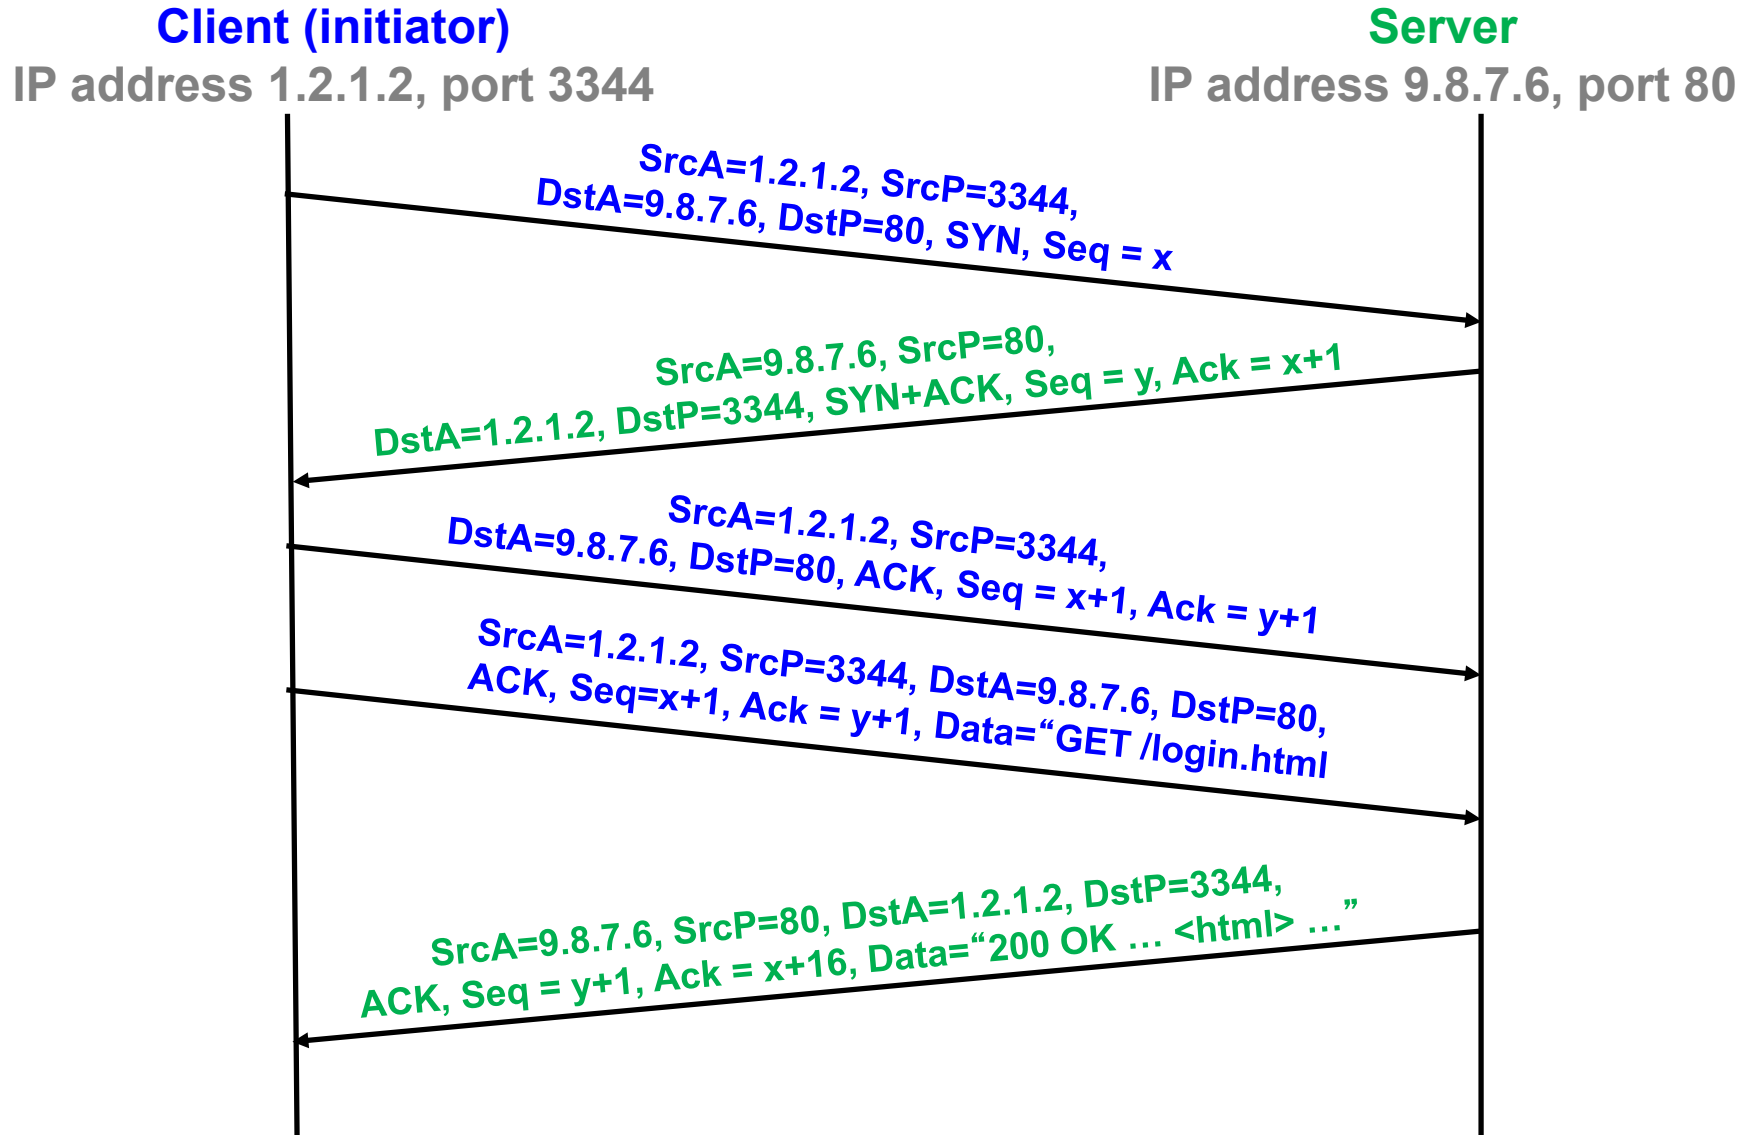 Client (initiator)
IP address 1.2.1.2, port 3344
Server
IP address 9.8.7.6, port 80
SrcA=1.2.1.2, SrcP=3344,
DstA=9.8.7.6, DstP=80, SYN, Seq = x
SrcA=9.8.7.6, SrcP=80,
DstA=1.2.1.2, DstP=3344, SYN+ACK, Seq = y, Ack = x+1
SrcA=1.2.1.2, SrcP=3344,
DstA=9.8.7.6, DstP=80, ACK, Seq = x+1, Ack = y+1
SrcA=1.2.1.2, SrcP=3344, DstA=9.8.7.6, DstP=80,
ACK, Seq=x+1, Ack = y+1, Data=“GET /login.html
SrcA=9.8.7.6, SrcP=80, DstA=1.2.1.2, DstP=3344,
ACK, Seq = y+1, Ack = x+16, Data=“200 OK … <html> …”